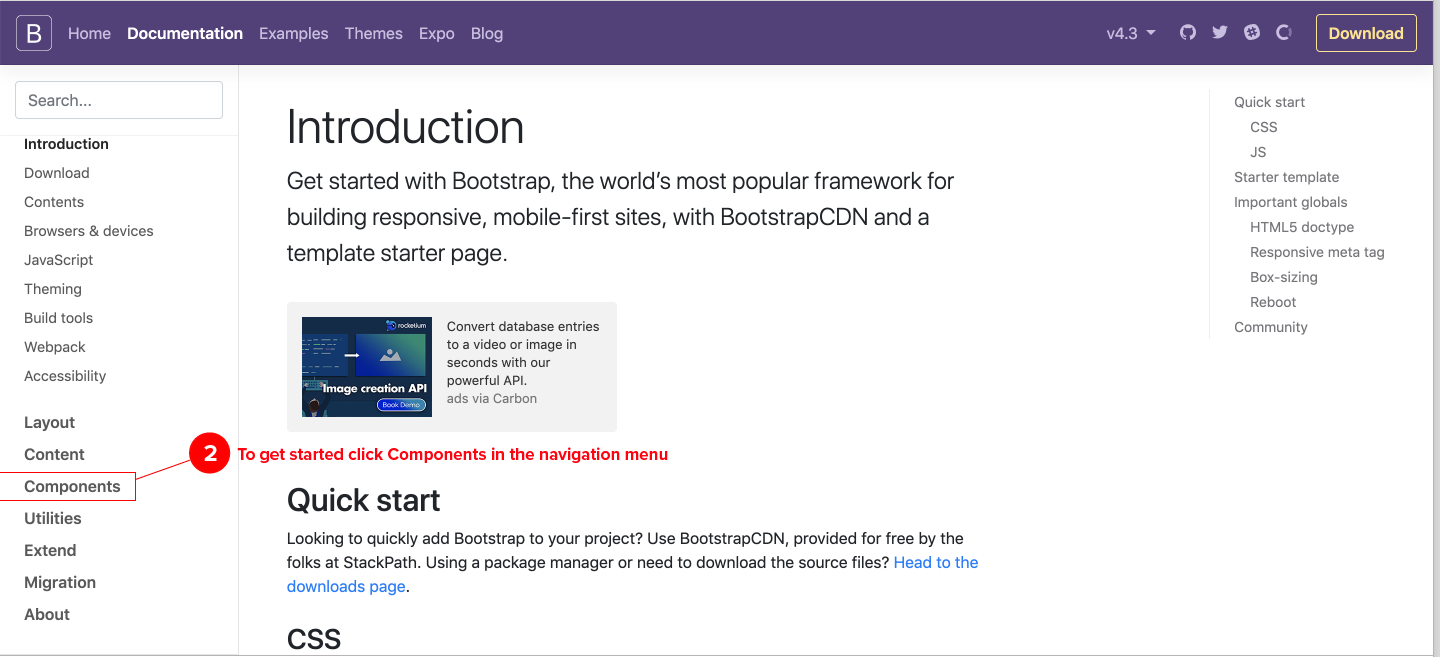 B Home Documentation Examples Themes Expo Blog v4.3 Download
Search...
Introduction
Download
Contents
Browsers & devices
JavaScript
Theming
Build tools
Webpack
Accessibility
Layout
Content
Components
Utilities
Extend
Migration
About
Introduction
Get started with Bootstrap, the world’s most popular framework for
building responsive, mobile-first sites, with BootstrapCDN and a
template starter page.
rocketium
Image creation API
Book Demo
Convert database entries
to a video or image in
seconds with our
powerful API.
ads via Carbon
2 To get started click Components in the navigation menu
Quick start
Looking to quickly add Bootstrap to your project? Use BootstrapCDN, provided for free by the
folks at StackPath. Using a package manager or need to download the source files? Head to the
downloads page.
CSS
Quick start
CSS
JS
Starter template
Important globals
HTML5 doctype
Responsive meta tag
Box-sizing
Reboot
Community